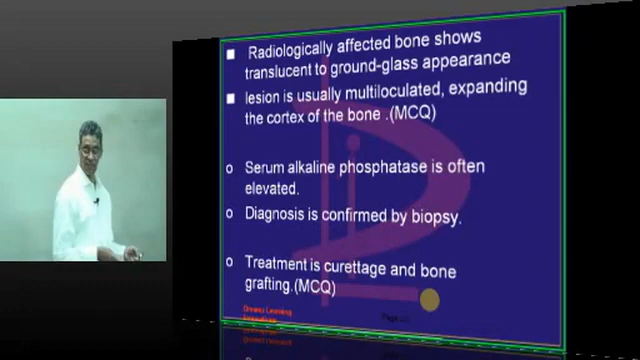 Radiologically affected bone shows
translucent to ground-glass appearance
lesion is usually multiloculated, expanding
the cortex of the bone .(MCQ)
Serum alkaline phosphatase is often
elevated.
Diagnosis is confirmed by biopsy.
Treatment is curettage and bone
grafting.(MCQ)
Learning
Page